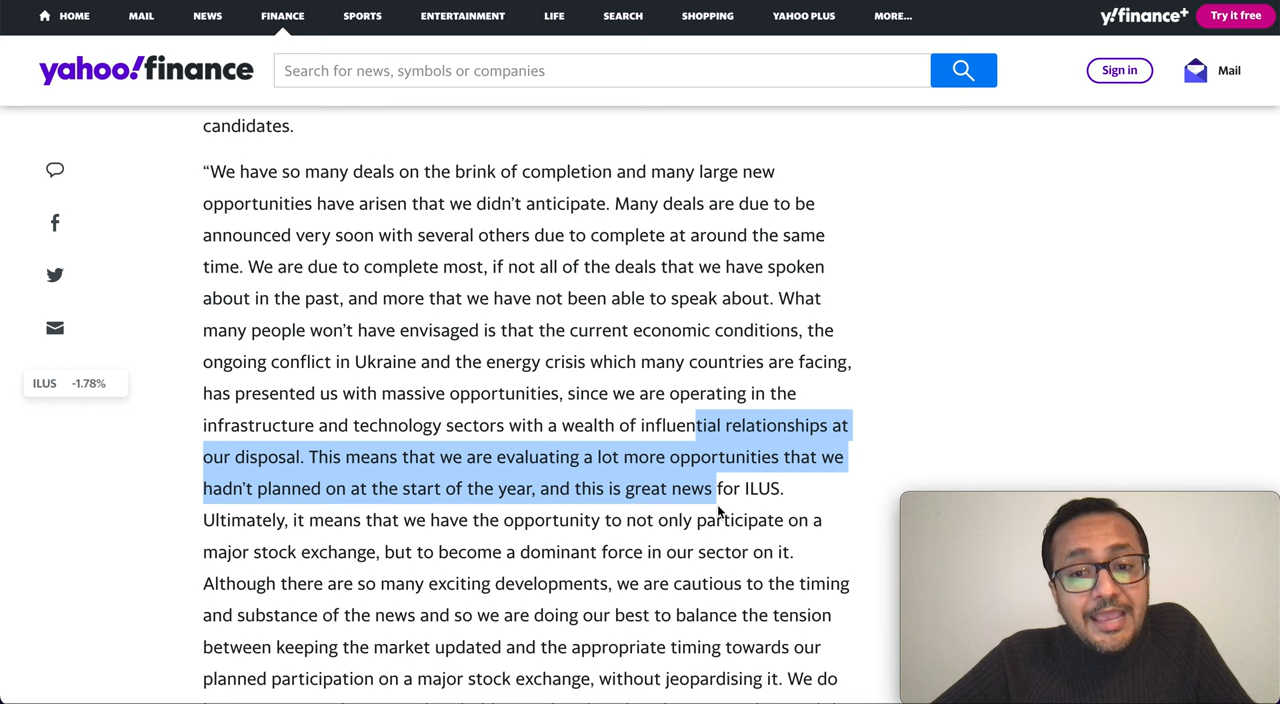 HOME MAIL NEWS FINANCE SPORTS ENTERTAINMENT LIFE SEARCH SHOPPING YAHOO PLUS MORE... y!finance+ Try it free
yahoo!finance Search for news, symbols or companies Sign in Mail
candidates.
“We have so many deals on the brink of completion and many large new
opportunities have arisen that we didn’t anticipate. Many deals are due to be
announced very soon with several others due to complete at around the same
time. We are due to complete most, if not all of the deals that we have spoken
about in the past, and more that we have not been able to speak about. What
many people won’t have envisaged is that the current economic conditions, the
ongoing conflict in Ukraine and the energy crisis which many countries are facing,
ILUS -1.78%
has presented us with massive opportunities, since we are operating in the
infrastructure and technology sectors with a wealth of influential relationships at
our disposal. This means that we are evaluating a lot more opportunities that we
hadn’t planned on at the start of the year, and this is great news for ILUS.
Ultimately, it means that we have the opportunity to not only participate on a
major stock exchange, but to become a dominant force in our sector on it.
Although there are so many exciting developments, we are cautious to the timing
and substance of the news and so we are doing our best to balance the tension
between keeping the market updated and the appropriate timing towards our
planned participation on a major stock exchange, without jeopardising it. We do